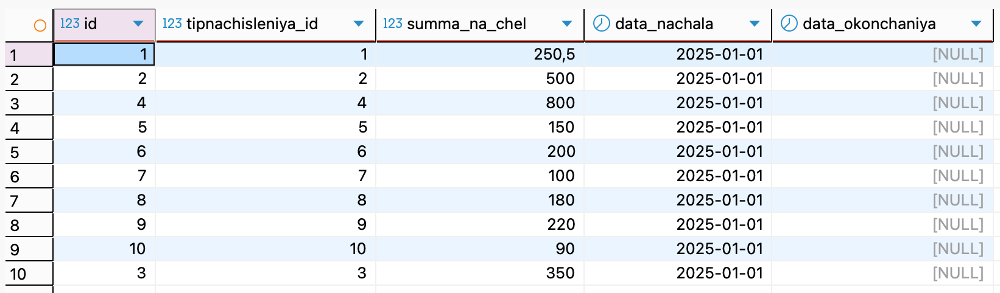 123 id 123 tipnachisleniya_id 123 summa_na_chel data_nachala data_okonchaniya
1 1 1 250,5 2025-01-01 [NULL]
2 2 2 500 2025-01-01 [NULL]
3 4 4 800 2025-01-01 [NULL]
4 5 5 150 2025-01-01 [NULL]
5 6 6 200 2025-01-01 [NULL]
6 7 7 100 2025-01-01 [NULL]
7 8 8 180 2025-01-01 [NULL]
8 9 9 220 2025-01-01 [NULL]
9 10 10 90 2025-01-01 [NULL]
10 3 3 350 2025-01-01 [NULL]